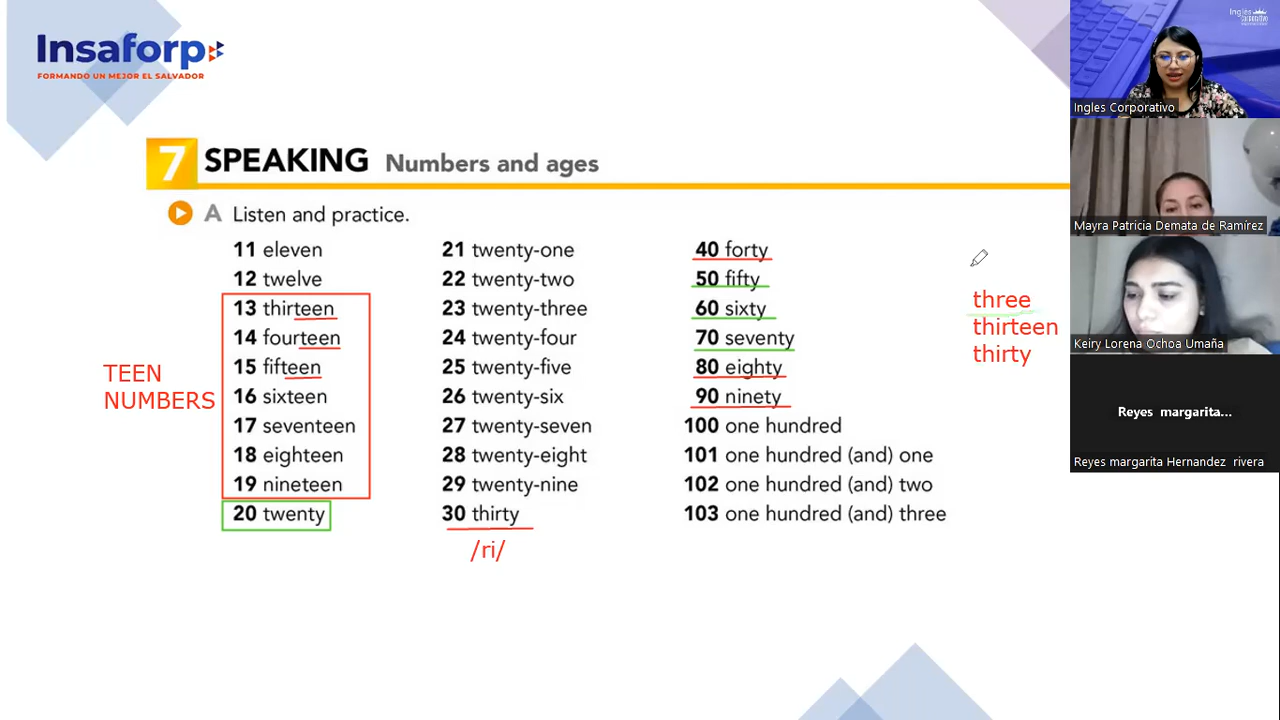 Insaforp
FORMANDO UN MEJOR EL SALVADOR
7 SPEAKING Numbers and ages
A Listen and practice.
11 eleven
12 twelve
13 thirteen
14 fourteen
15 fifteen
16 sixteen
17 seventeen
18 eighteen
19 nineteen
20 twenty
21 twenty-one
22 twenty-two
23 twenty-three
24 twenty-four
25 twenty-five
26 twenty-six
27 twenty-seven
28 twenty-eight
29 twenty-nine
30 thirty
40 forty
50 fifty
60 sixty
70 seventy
80 eighty
90 ninety
100 one hundred
101 one hundred (and) one
102 one hundred (and) two
103 one hundred (and) three
TEEN
NUMBERS
/ri/
three
thirteen
thirty
Inglés
Corporativo
Ingles Corporativo
Mayra Patricia Demata de Ramírez
Keiry Lorena Ochoa Umaña
Reyes margarita...
Reyes margarita Hernandez rivera